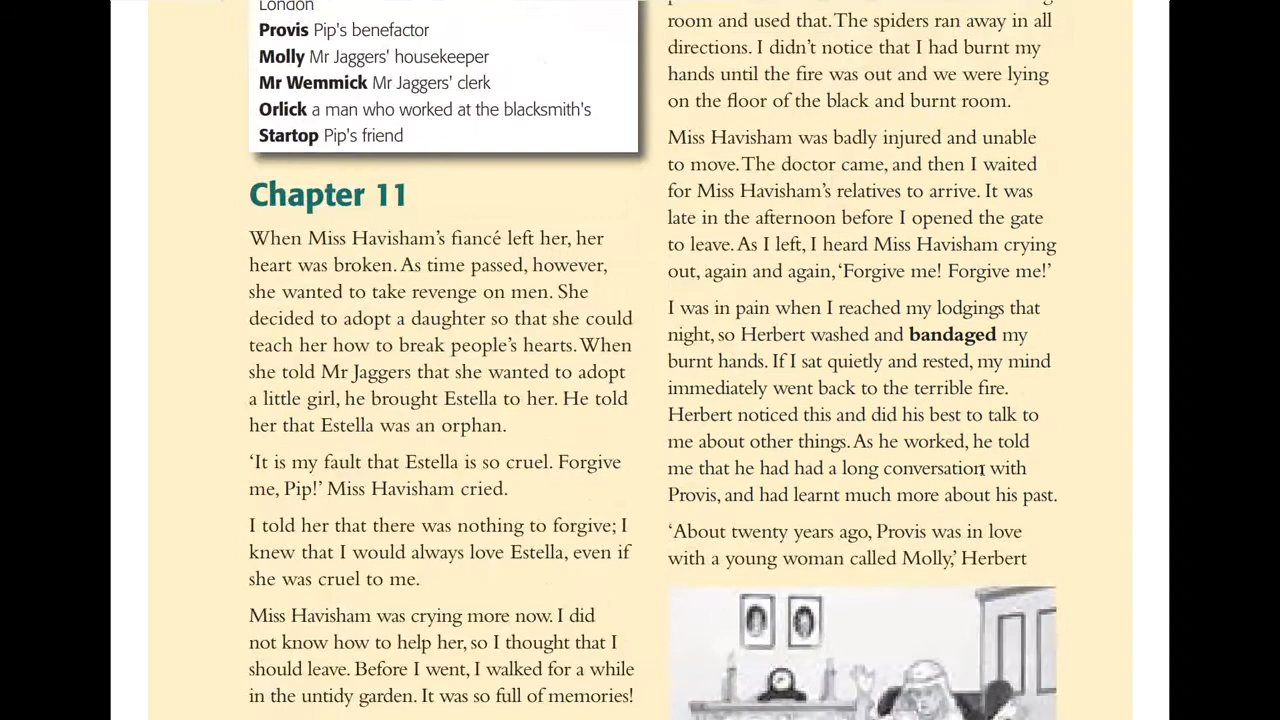 London
Provis Pip's benefactor
Molly Mr Jaggers' housekeeper
Mr Wemmick Mr Jaggers' clerk
Orlick a man who worked at the blacksmith's
Startop Pip's friend
Chapter 11
When Miss Havisham’s fiancé left her, her
heart was broken. As time passed, however,
she wanted to take revenge on men. She
decided to adopt a daughter so that she could
teach her how to break people’s hearts. When
she told Mr Jaggers that she wanted to adopt
a little girl, he brought Estella to her. He told
her that Estella was an orphan.
‘It is my fault that Estella is so cruel. Forgive
me, Pip!’ Miss Havisham cried.
I told her that there was nothing to forgive; I
knew that I would always love Estella, even if
she was cruel to me.
Miss Havisham was crying more now. I did
not know how to help her, so I thought that I
should leave. Before I went, I walked for a while
in the untidy garden. It was so full of memories!
room and used that. The spiders ran away in all
directions. I didn’t notice that I had burnt my
hands until the fire was out and we were lying
on the floor of the black and burnt room.
Miss Havisham was badly injured and unable
to move. The doctor came, and then I waited
for Miss Havisham’s relatives to arrive. It was
late in the afternoon before I opened the gate
to leave. As I left, I heard Miss Havisham crying
out, again and again, ‘Forgive me! Forgive me!’
I was in pain when I reached my lodgings that
night, so Herbert washed and bandaged my
burnt hands. If I sat quietly and rested, my mind
immediately went back to the terrible fire.
Herbert noticed this and did his best to talk to
me about other things. As he worked, he told
me that he had had a long conversation with
Provis, and had learnt much more about his past.
‘About twenty years ago, Provis was in love
with a young woman called Molly,’ Herbert